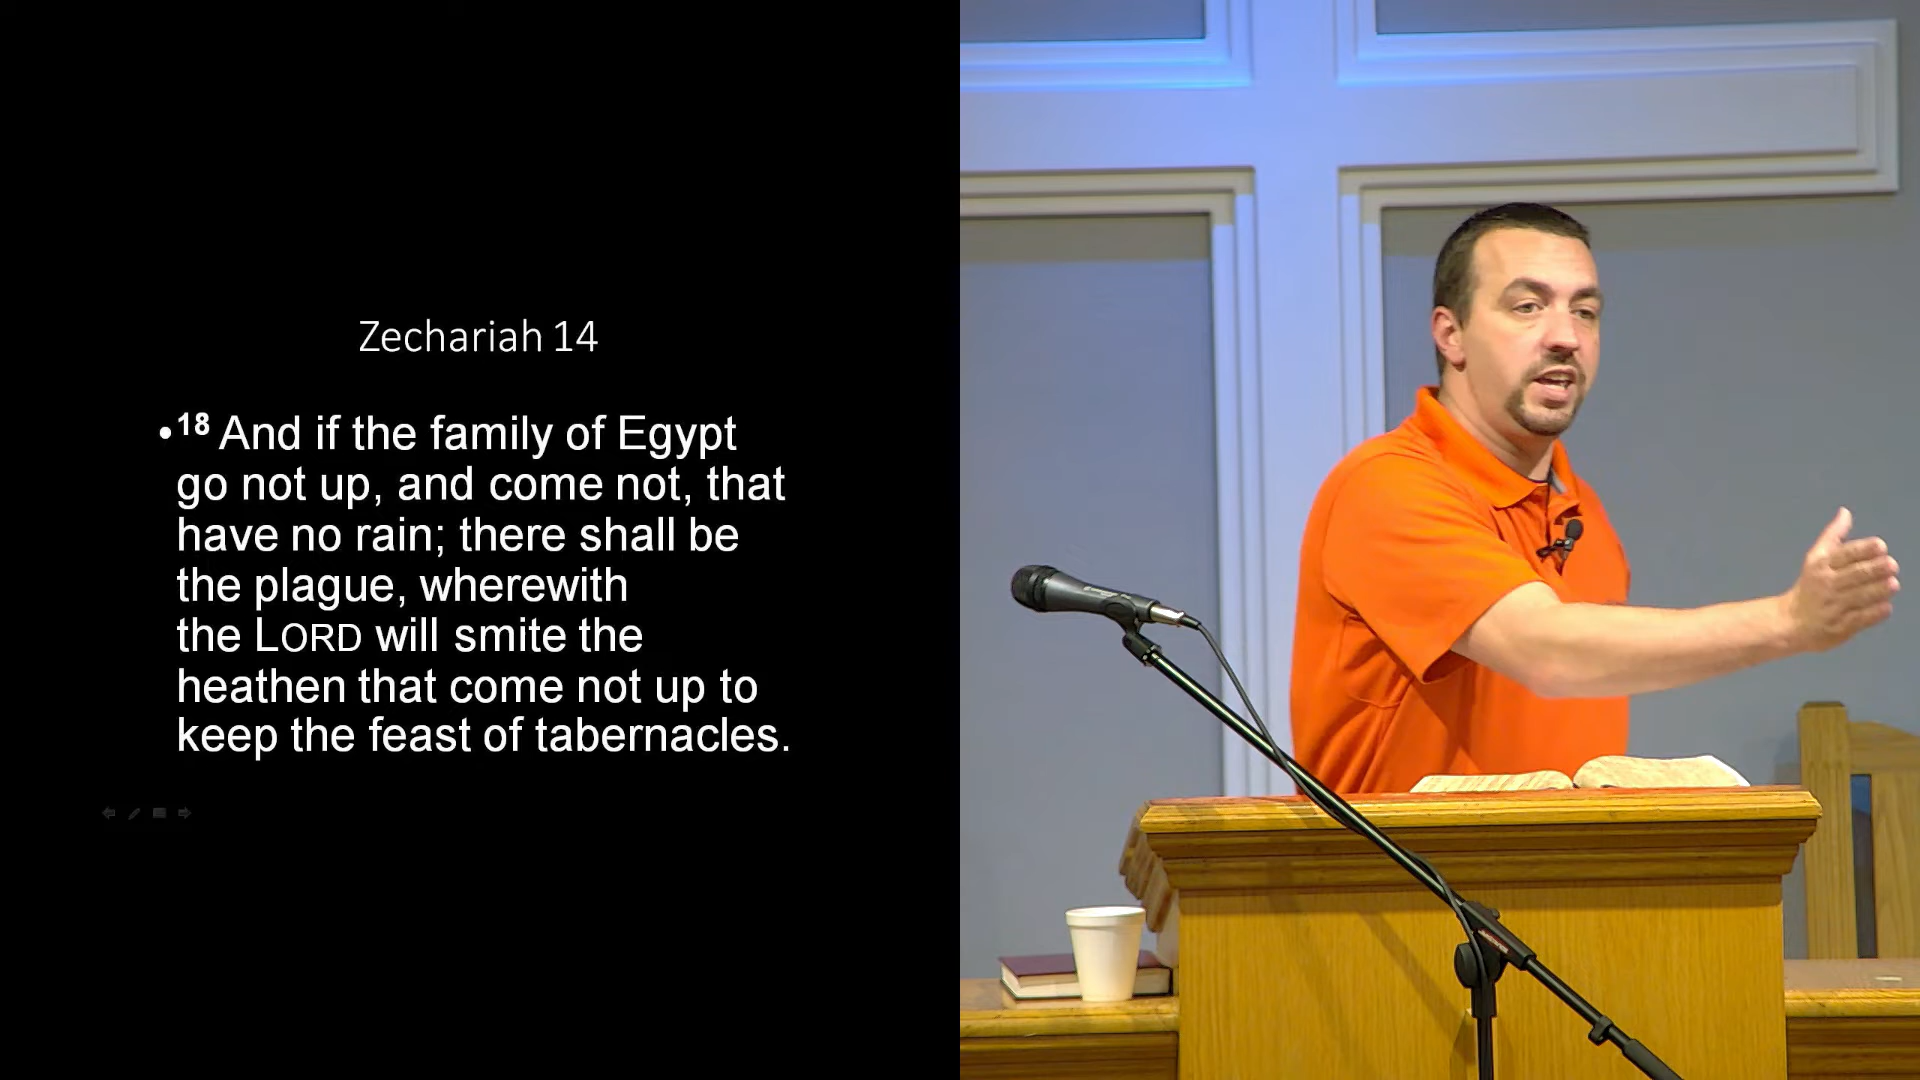 Zechariah 14
•18 And if the family of Egypt
go not up, and come not, that
have no rain; there shall be
the plague, wherewith
the LORD will smite the
heathen that come not up to
keep the feast of tabernacles.